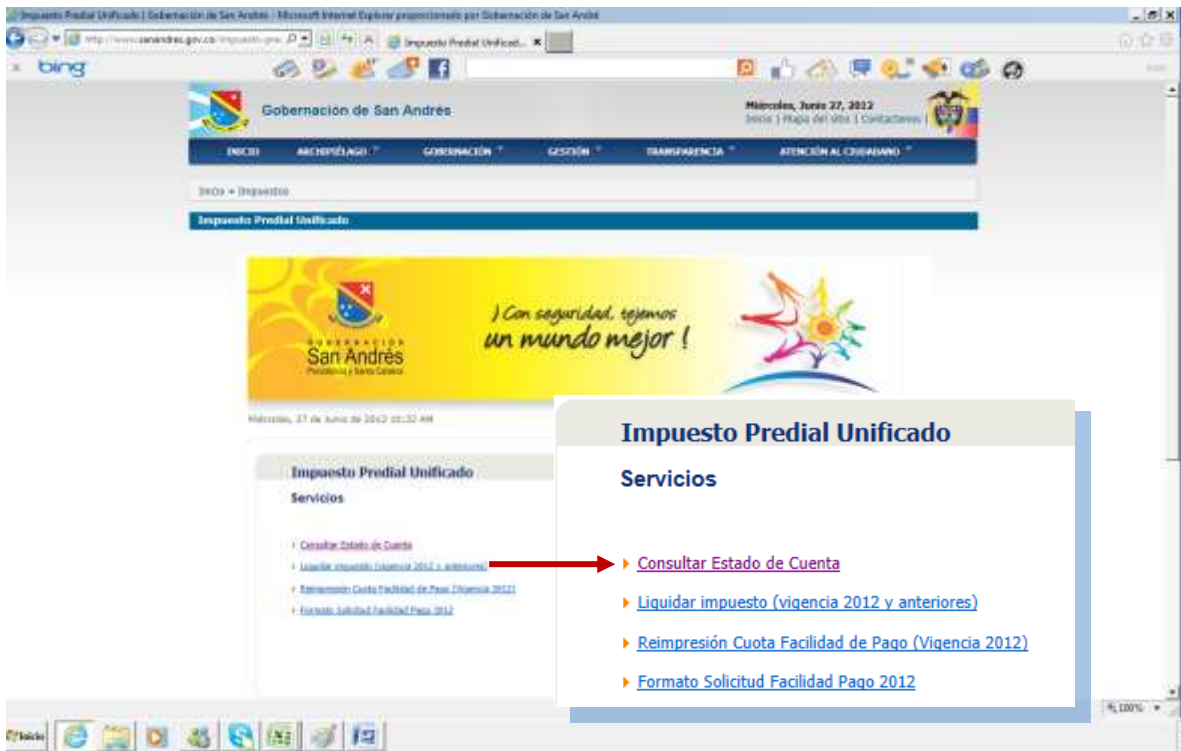 Impuesto Predial Unificado | Gobernación de San Andrés - Microsoft Internet Explorer proporcionado por Gobernación de San André
Impuesto Predial Unificad...
bing
Gobernación de San Andrés
Miércoles, Junio 27, 2012
Inicio | Mapa del sitio | Contactenos |
INICIO ARCHIPIÉLAGO GOBERNACIÓN GESTIÓN TRANSPARENCIA ATENCIÓN AL CIUDADANO
Inicio » Impuestos
Impuesto Predial Unificado
GOBERNACIÓN
San Andrés
Providencia y Santa Catalina
¡ Con seguridad, tejemos
un mundo mejor !
Miércoles, 27 de Junio de 2012 10:32 AM
Impuesto Predial Unificado
Servicios
Consultar Estado de Cuenta
Liquidar impuesto (vigencia 2012 y anteriores)
Reimpresión Cuota Facilidad de Pago (Vigencia 2012)
Formato Solicitud Facilidad Pago 2012
Impuesto Predial Unificado
Servicios
Consultar Estado de Cuenta
Liquidar impuesto (vigencia 2012 y anteriores)
Reimpresión Cuota Facilidad de Pago (Vigencia 2012)
Formato Solicitud Facilidad Pago 2012
100%
Inicio